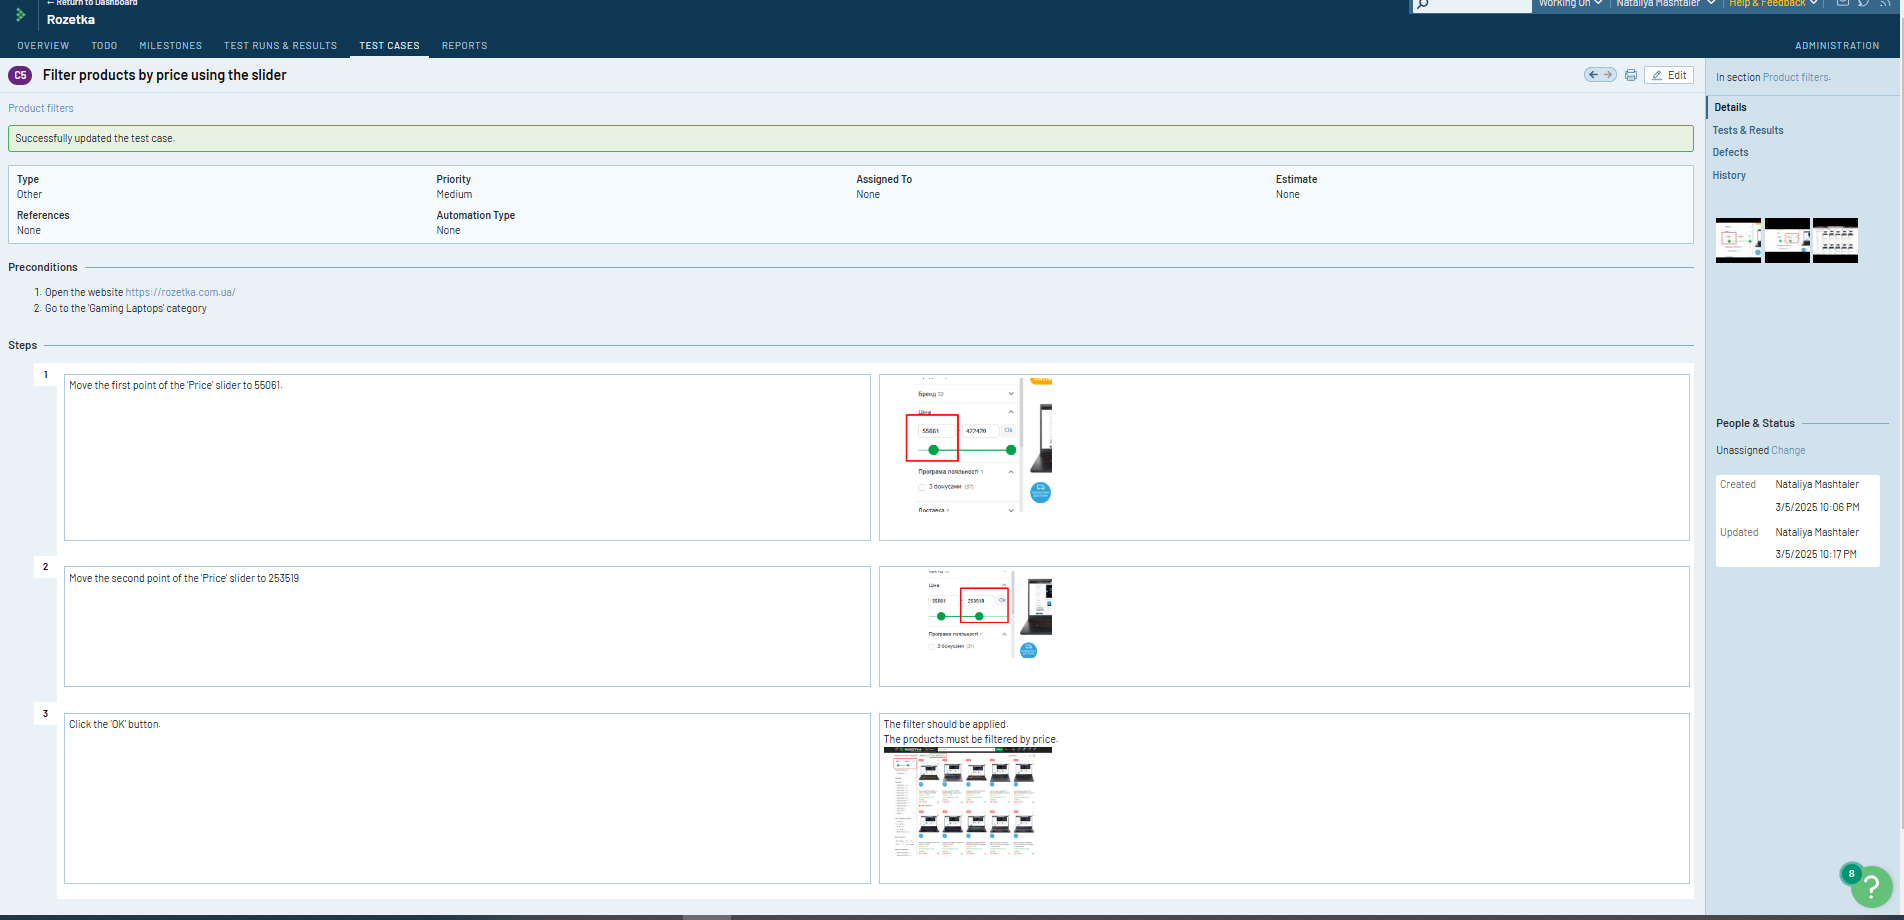 ← Return to Dashboard
Rozetka
Working On
Nataliya Mashtaler
Help & Feedback
OVERVIEW
TODO
MILESTONES
TEST RUNS & RESULTS
TEST CASES
REPORTS
ADMINISTRATION
C5
Filter products by price using the slider
Edit
Product filters
Successfully updated the test case.
Type
Priority
Assigned To
Estimate
Other
Medium
None
None
References
Automation Type
None
None
Preconditions
1. Open the website https://rozetka.com.ua/
2. Go to the 'Gaming Laptops' category
Steps
1
Move the first point of the 'Price' slider to 55061.
Бренд 32
Ціна
55061
422420
Ok
Програма лояльності 1
З бонусами (37)
Доставка
2
Move the second point of the 'Price' slider to 253519
Ціна
55061
253519
Ok
Програма лояльності 1
З бонусами (37)
3
Click the 'OK' button.
The filter should be applied.
The products must be filtered by price.
In section Product filters.
Details
Tests & Results
Defects
History
People & Status
Unassigned Change
Created
Nataliya Mashtaler
3/5/2025 10:06 PM
Updated
Nataliya Mashtaler
3/5/2025 10:17 PM
8
?